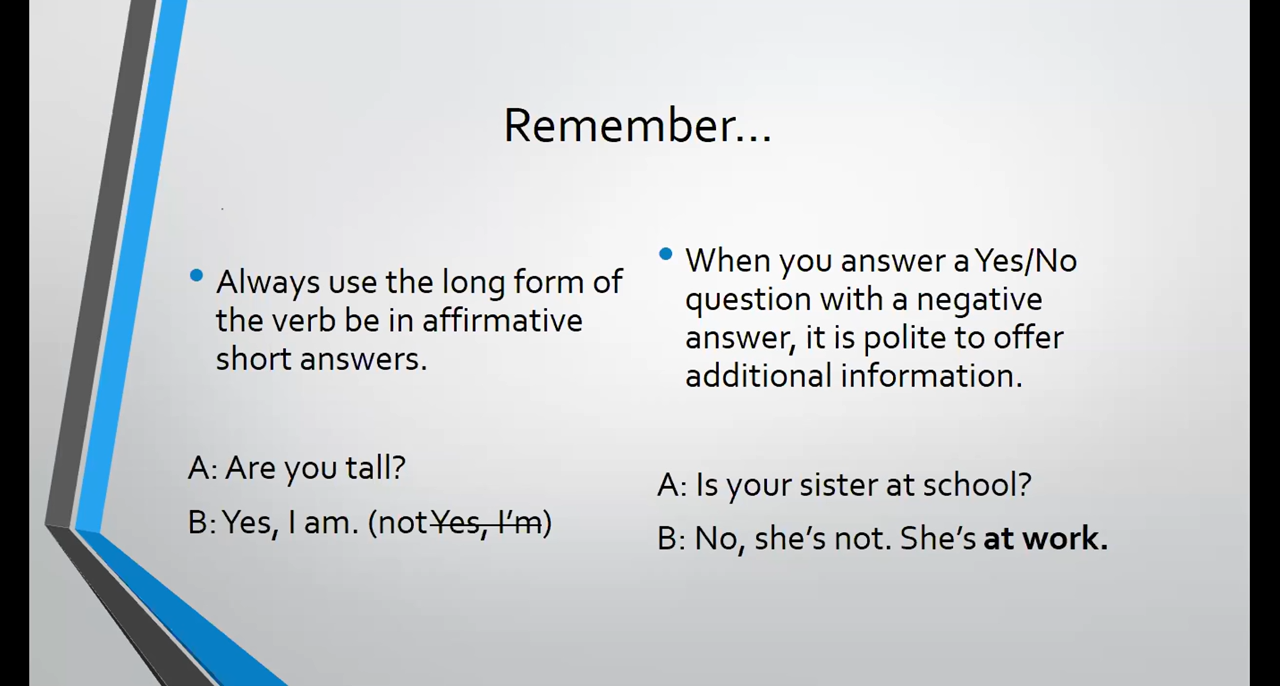 Remember...
• Always use the long form of
the verb be in affirmative
short answers.
A: Are you tall?
B: Yes, I am. (not Yes, I'm)
• When you answer a Yes/No
question with a negative
answer, it is polite to offer
additional information.
A: Is your sister at school?
B: No, she's not. She's at work.